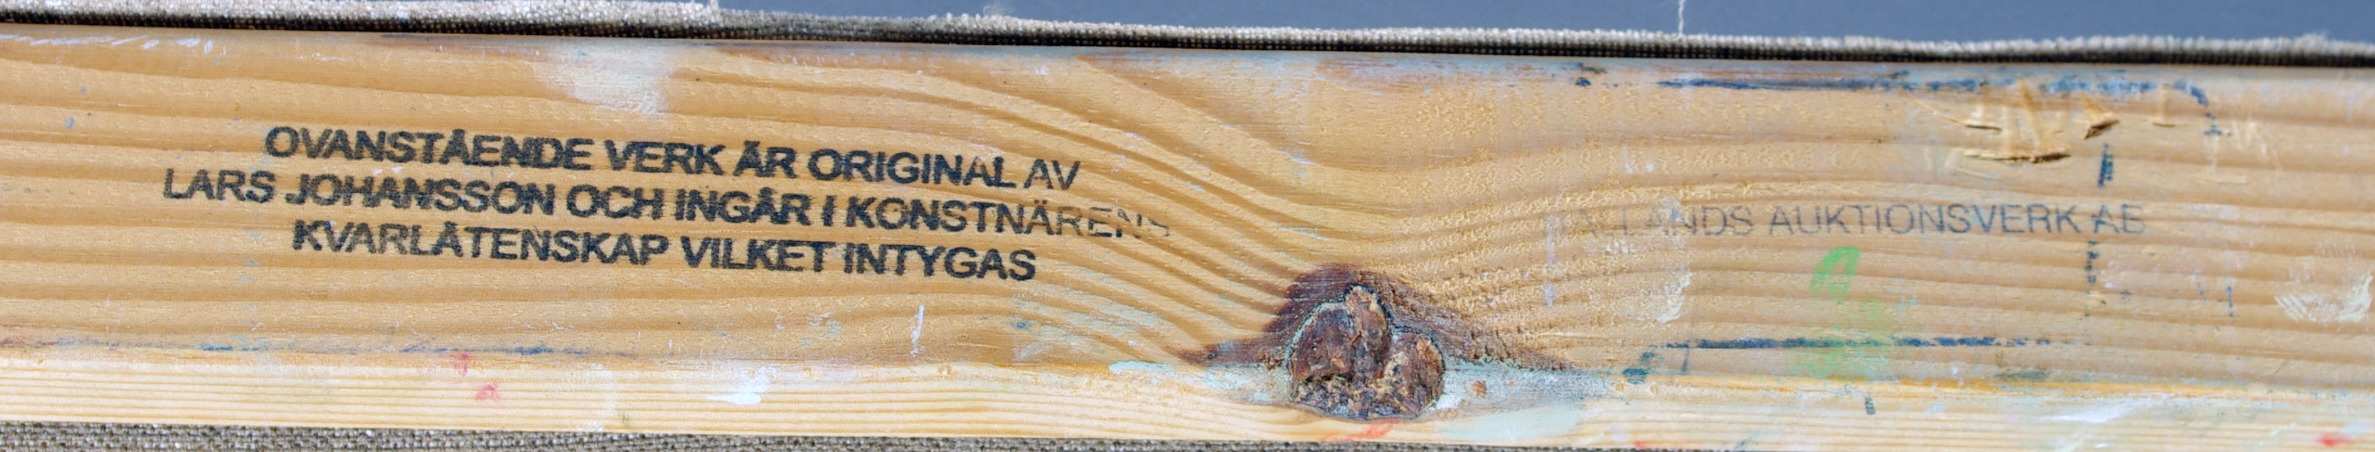 OVANSTÅENDE VERK ÄR ORIGINAL AV
LARS JOHANSSON OCH INGÅR I KONSTNÄRENS
KVARLÅTENSKAP VILKET INTYGAS
AUKTIONSVERK AB